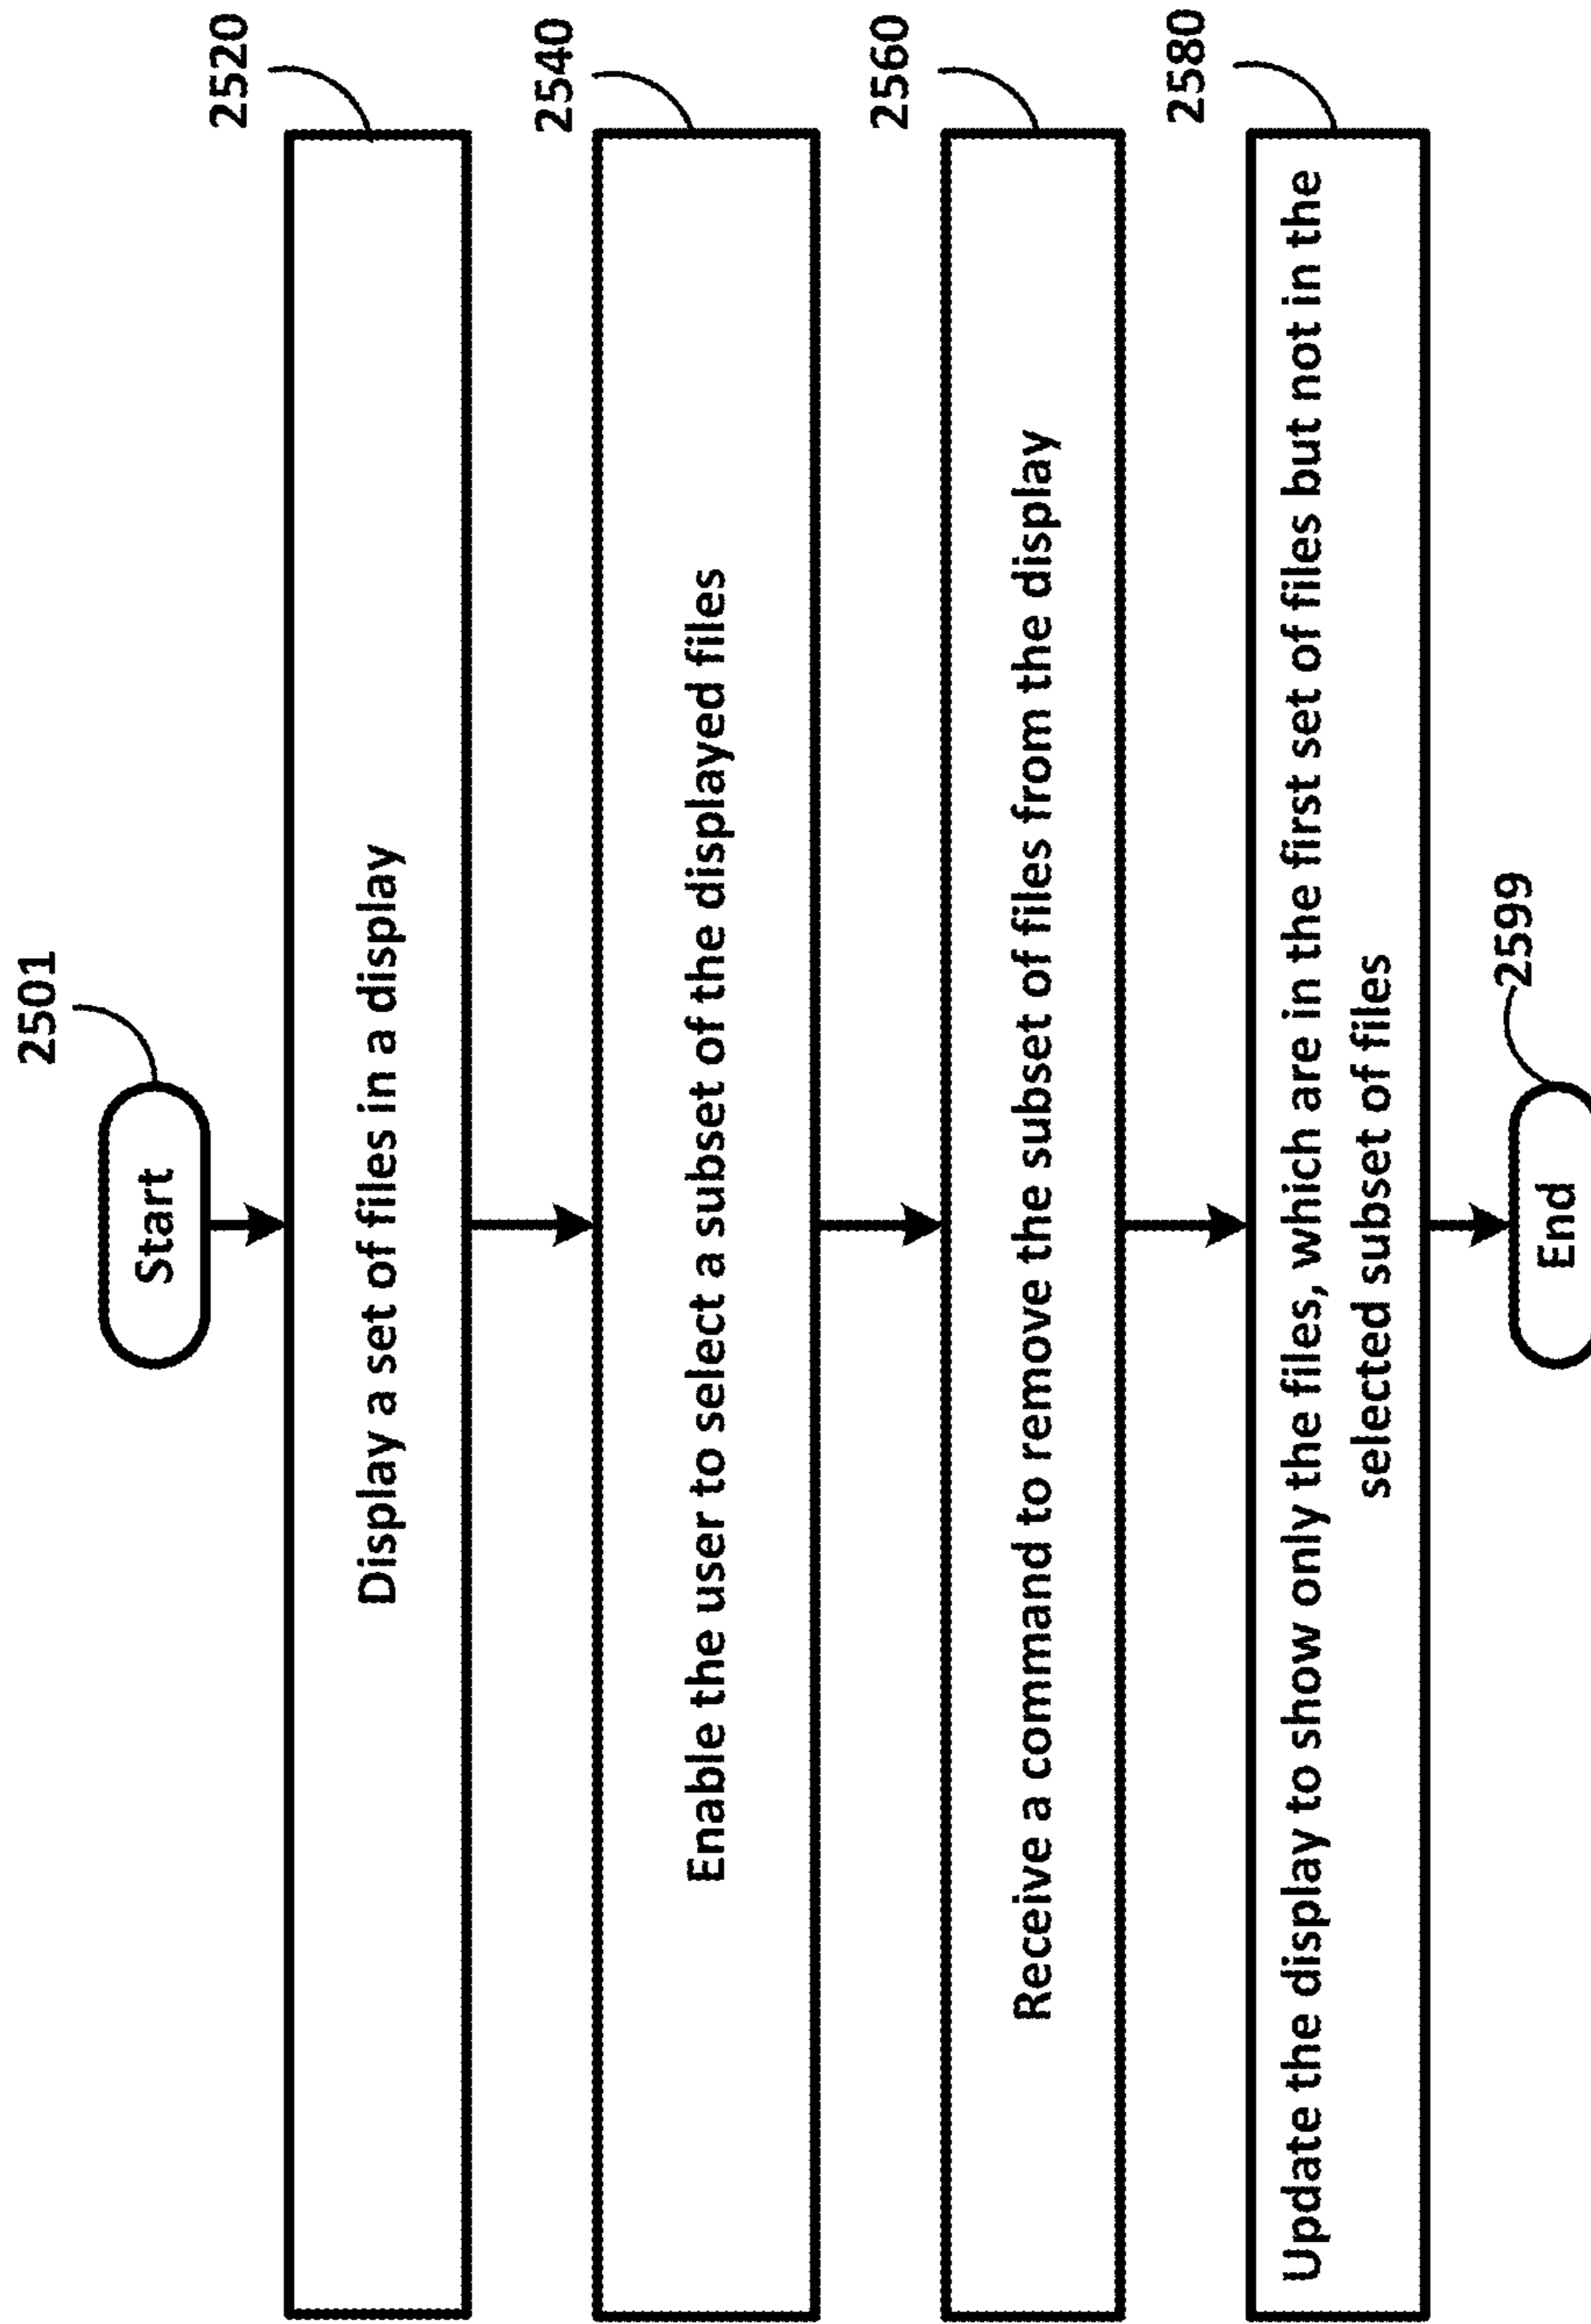 2501
Start
2520
Display a set of files in a display
2540
Enable the user to select a subset of the displayed files
2560
Receive a command to remove the subset of files from the display
2580
Update the display to show only the files, which are in the first set of files but not in the
selected subset of files
2599
End